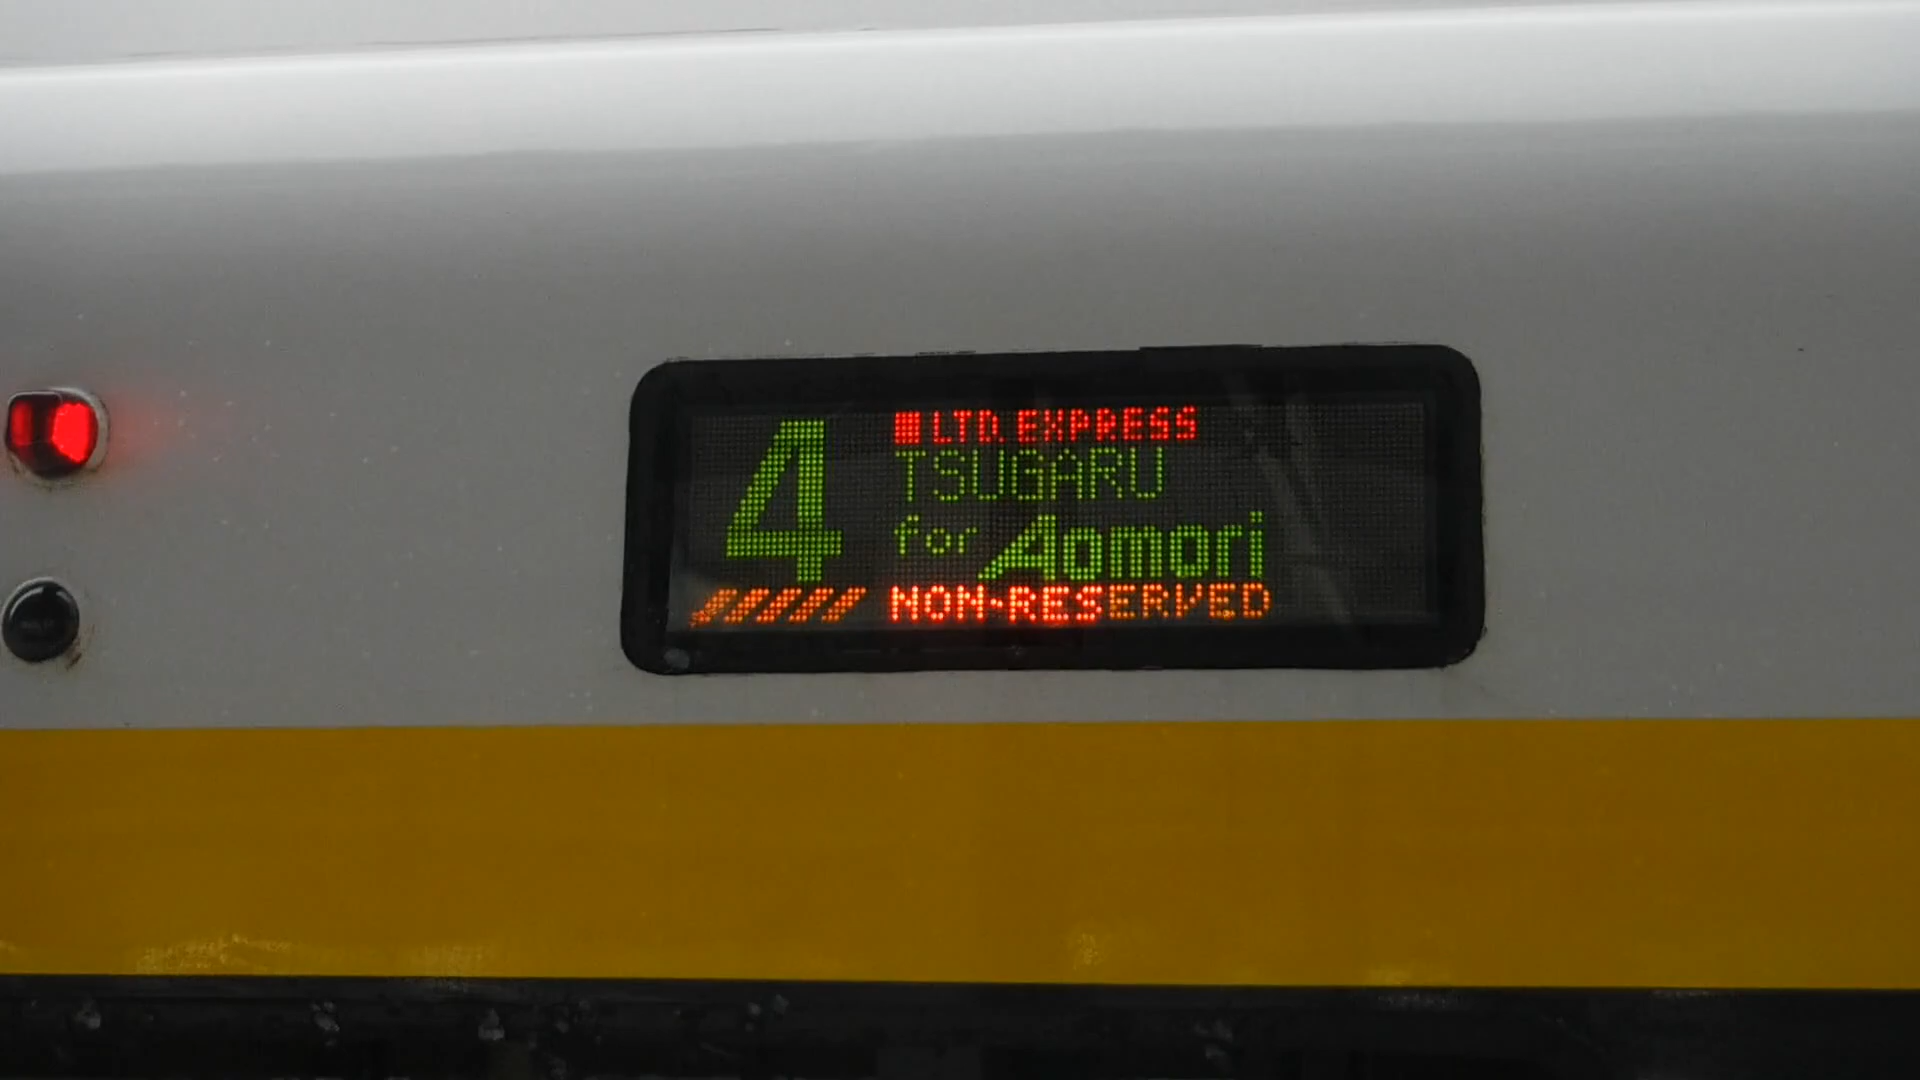 4
LTD. EXPRESS
TSUGARU
for Aomori
NON-RESERVED